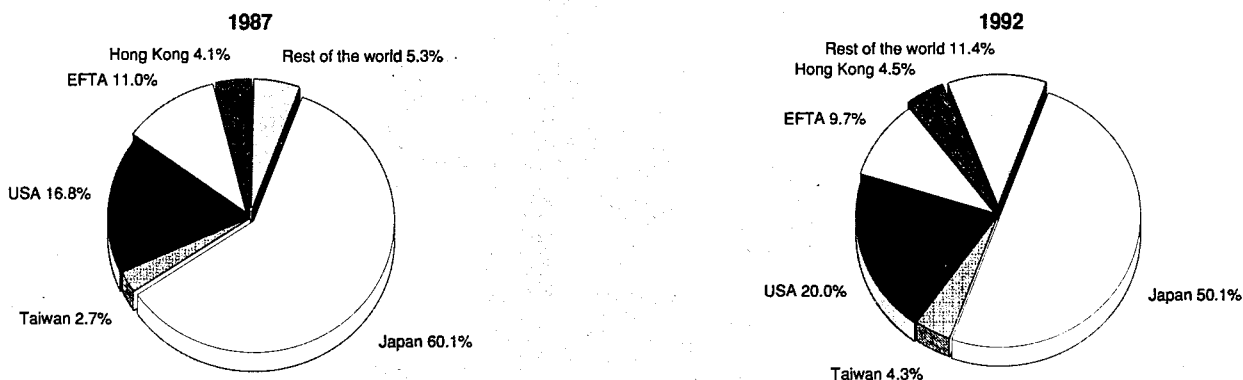 1987
Hong Kong 4.1%
Rest of the world 5.3%
EFTA 11.0%
USA 16.8%
Taiwan 2.7%
Japan 60.1%
1992
Rest of the world 11.4%
Hong Kong 4.5%
EFTA 9.7%
USA 20.0%
Japan 50.1%
Taiwan 4.3%